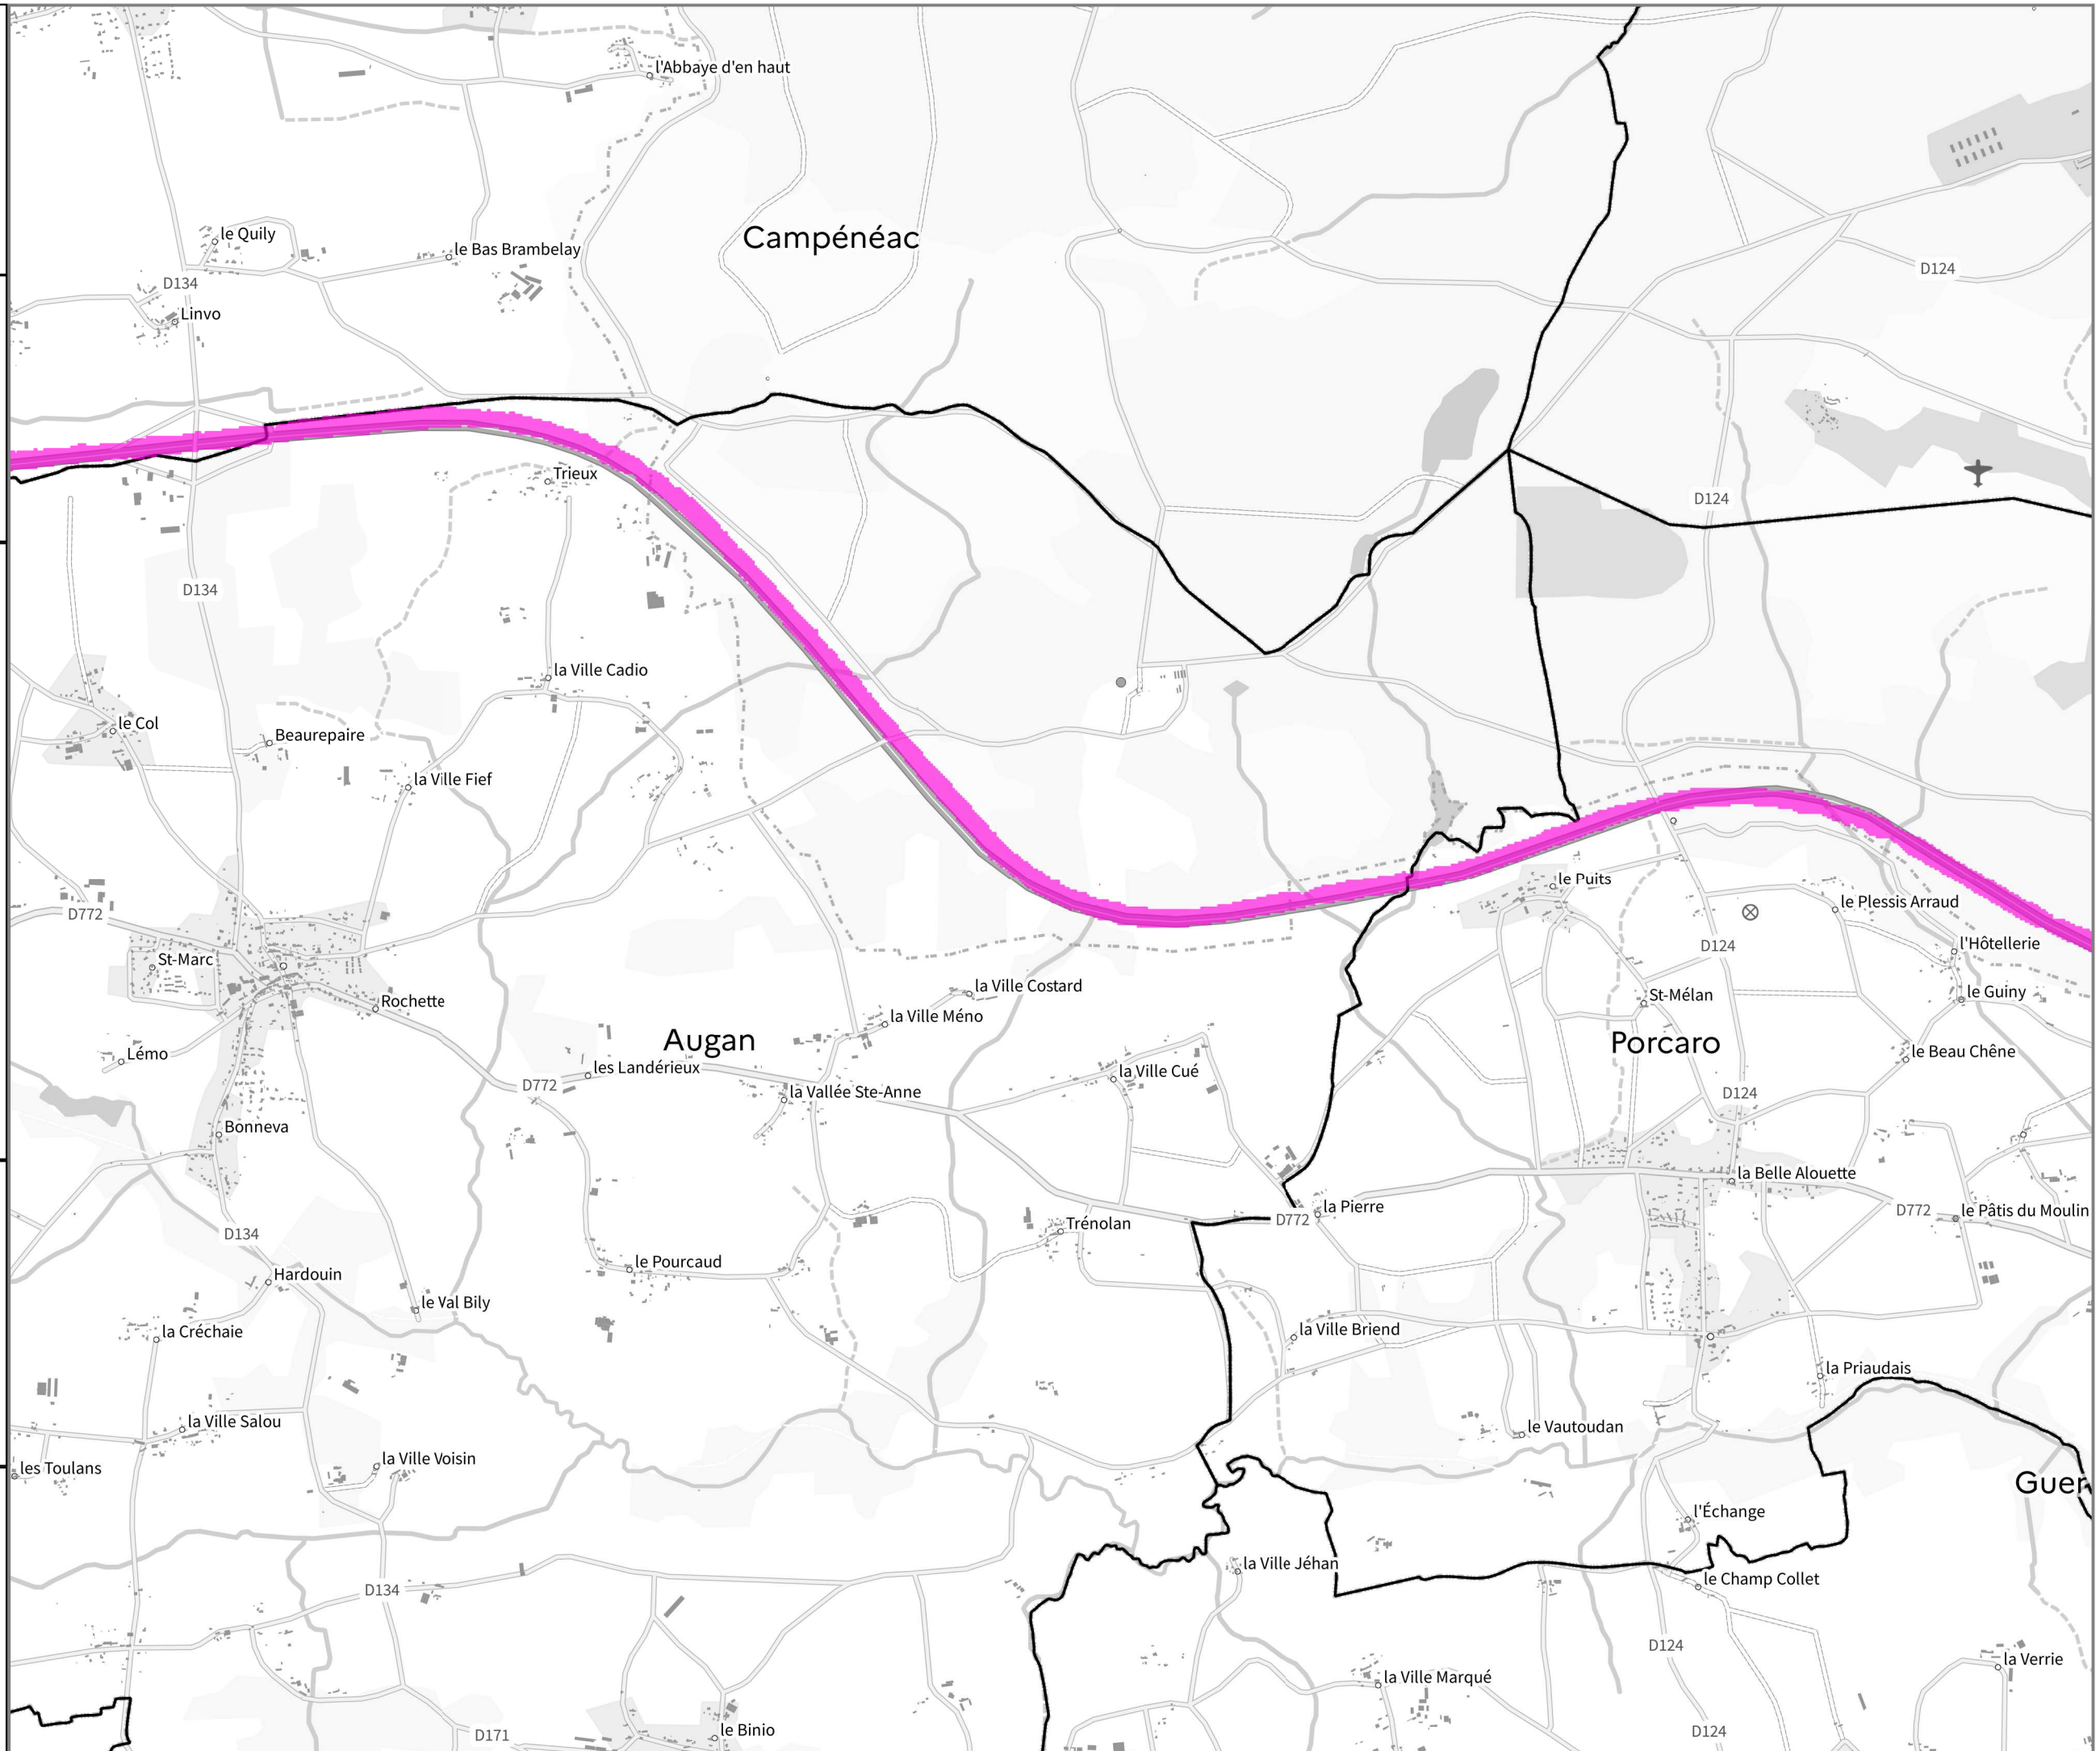 l'Abbaye d'en haut
le Quily
Campénéac
le Bas Brambelay
D124
D134
Linvo
Trieux
D124
D134
la Ville Cadio
le Col
Beaurepaire
la Ville Fief
le Puits
le Plessis Arraud
D772
l'Hôtellerie
D124
St-Marc
la Ville Costard
le Guiny
St-Mélan
Rochette
la Ville Méno
Augan
Porcaro
le Beau Chêne
Lémo
les Landérieux
la Ville Cué
D772
la Vallée Ste-Anne
D124
Bonneva
la Belle Alouette
la Pierre
D772
le Pâtis du Moulin
D772
Trénolan
D134
le Pourcaud
Hardouin
le Val Bily
la Ville Briend
la Créchaie
la Priaudais
la Ville Salou
le Vautoudan
la Ville Voisin
les Toulans
Guer
l'Échange
la Ville Jéhan
le Champ Collet
D134
D124
la Verrie
la Ville Marqué
le Binio
D124
D171